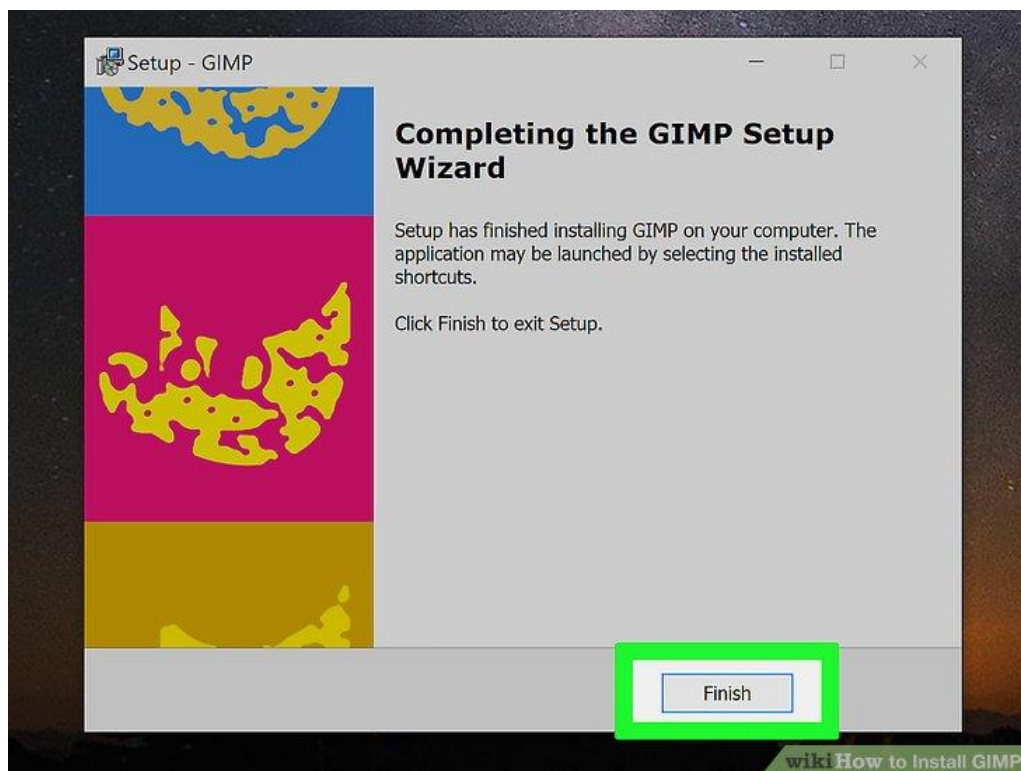 Setup - GIMP
Completing the GIMP Setup
Wizard
Setup has finished installing GIMP on your computer. The
application may be launched by selecting the installed
shortcuts.
Click Finish to exit Setup.
Finish
wikiHow to Install GIMP